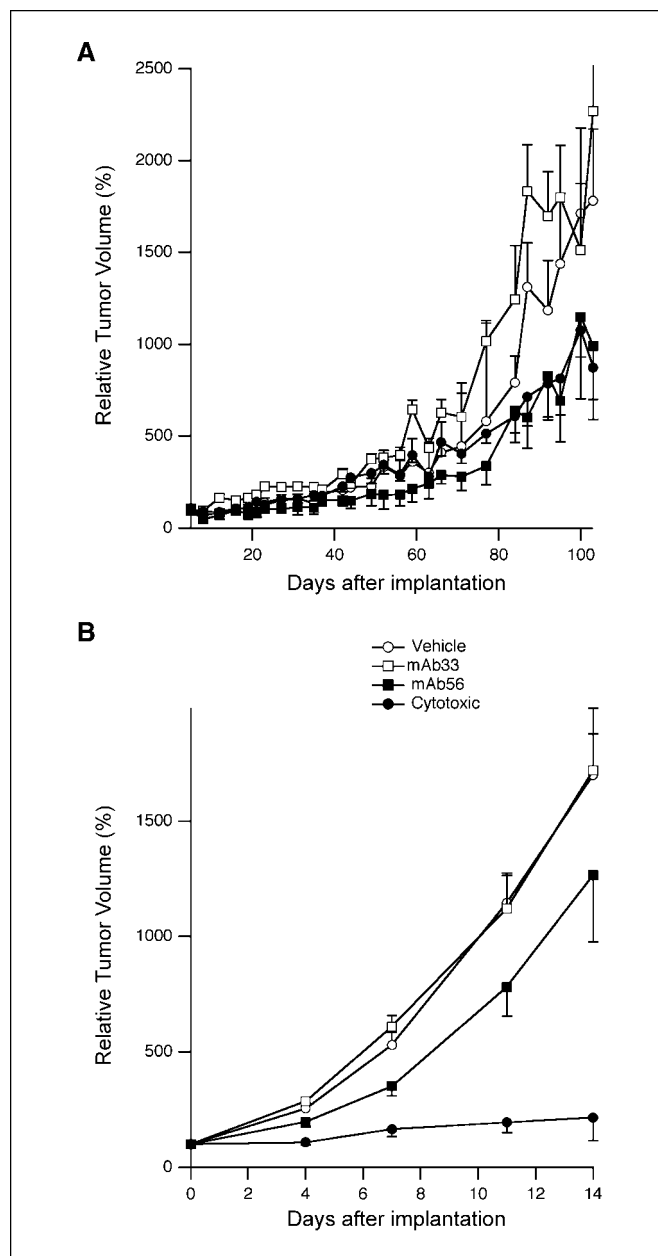 A
2500
2000
1500
1000
500
0
Relative Tumor Volume (%)
20 40 60 80 100
Days after implantation
B
Vehicle
mAb33
mAb56
Cytotoxic
1500
1000
500
0
Relative Tumor Volume (%)
0 2 4 6 8 10 12 14
Days after implantation